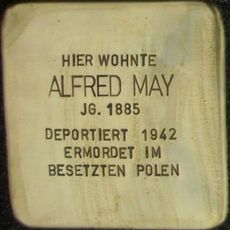 HIER WOHNTE
ALFRED MAY
JG. 1885
DEPORTIERT 1942
ERMORDET IM
BESETZTEN POLEN